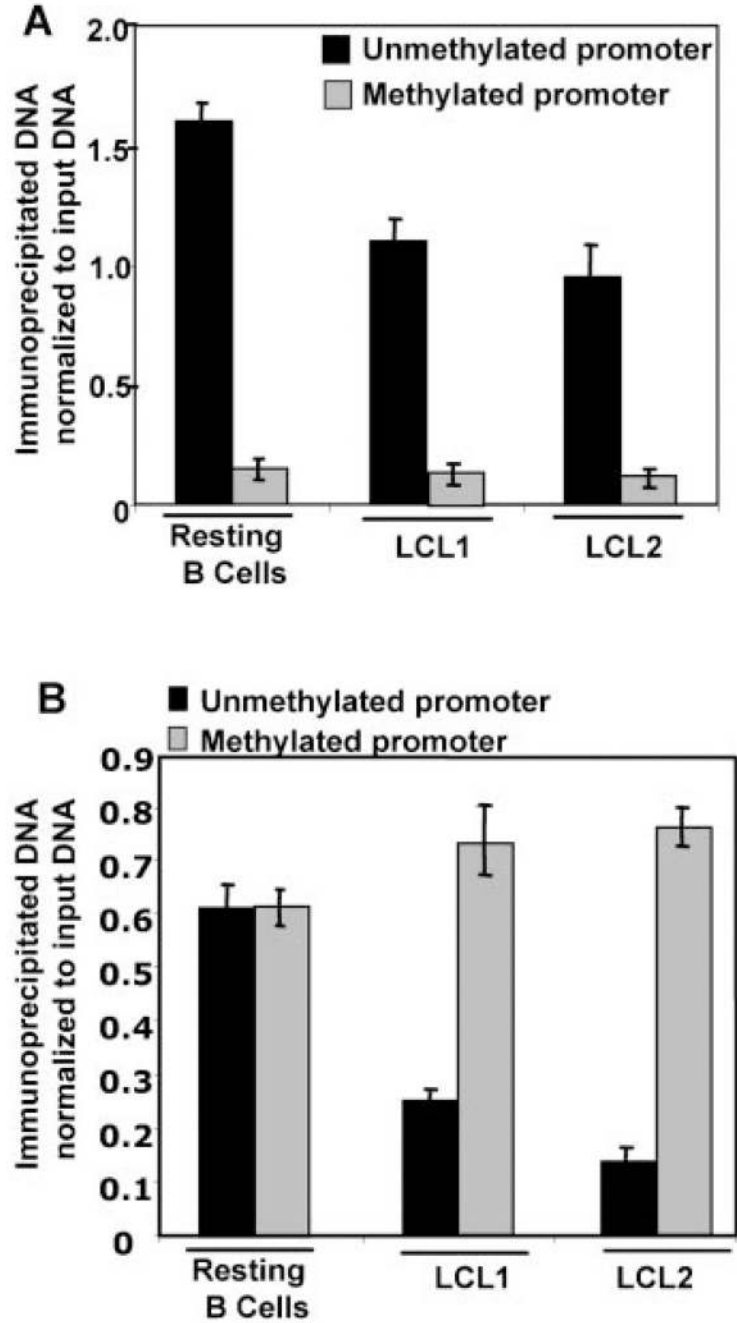 A
Immunoprecipitated DNA
normalized to input DNA
2.0
1.5
1.0
0.5
0
Unmethylated promoter
Methylated promoter
Resting
B Cells
LCL1
LCL2
B
Unmethylated promoter
Methylated promoter
Immunoprecipitated DNA
normalized to input DNA
0.9
0.8
0.7
0.6
0.5
0.4
0.3
0.2
0.1
0
Resting
B Cells
LCL1
LCL2